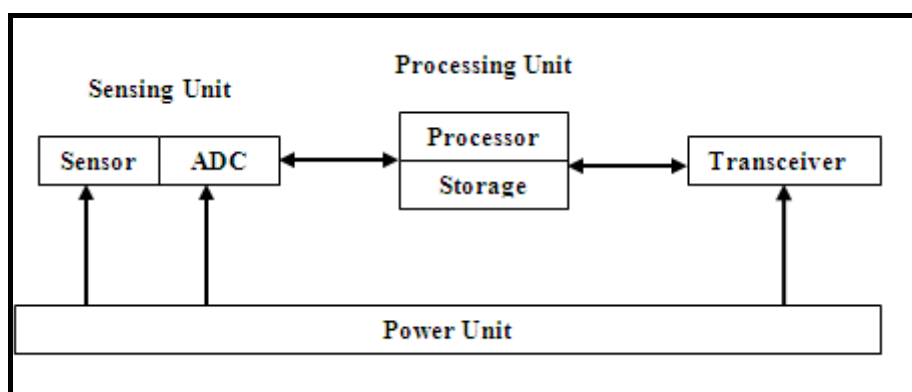 Processing Unit
Sensing Unit
Processor
Sensor
ADC
Transceiver
Storage
Power Unit